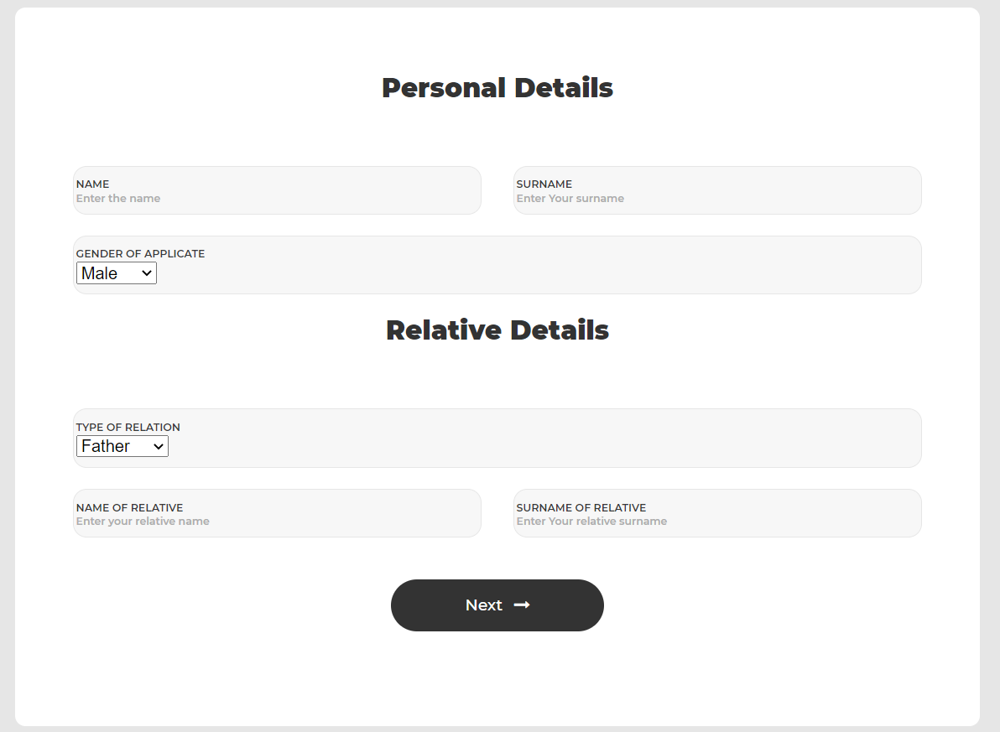 Personal Details
NAME
Enter the name
SURNAME
Enter Your surname
GENDER OF APPLICATE
Male
Relative Details
TYPE OF RELATION
Father
NAME OF RELATIVE
Enter your relative name
SURNAME OF RELATIVE
Enter Your relative surname
Next